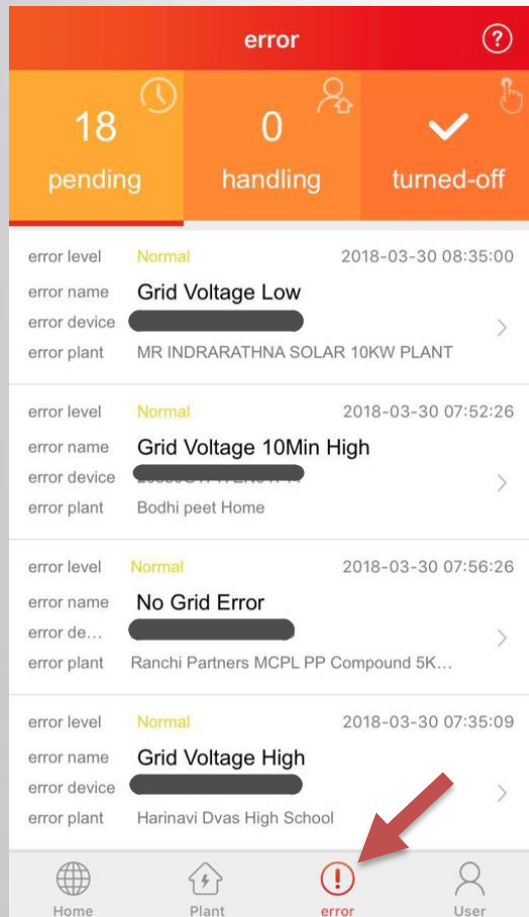 error ?
18 0
pending handling turned-off
error level Normal 2018-03-30 08:35:00
error name Grid Voltage Low
error device
error plant MR INDRARATHNA SOLAR 10KW PLANT
error level Normal 2018-03-30 07:52:26
error name Grid Voltage 10Min High
error device
error plant Bodhi peet Home
error level Normal 2018-03-30 07:56:26
error name No Grid Error
error de...
error plant Ranchi Partners MCPL PP Compound 5K...
error level Normal 2018-03-30 07:35:09
error name Grid Voltage High
error device
error plant Harinavi Dvas High School
Home Plant error User